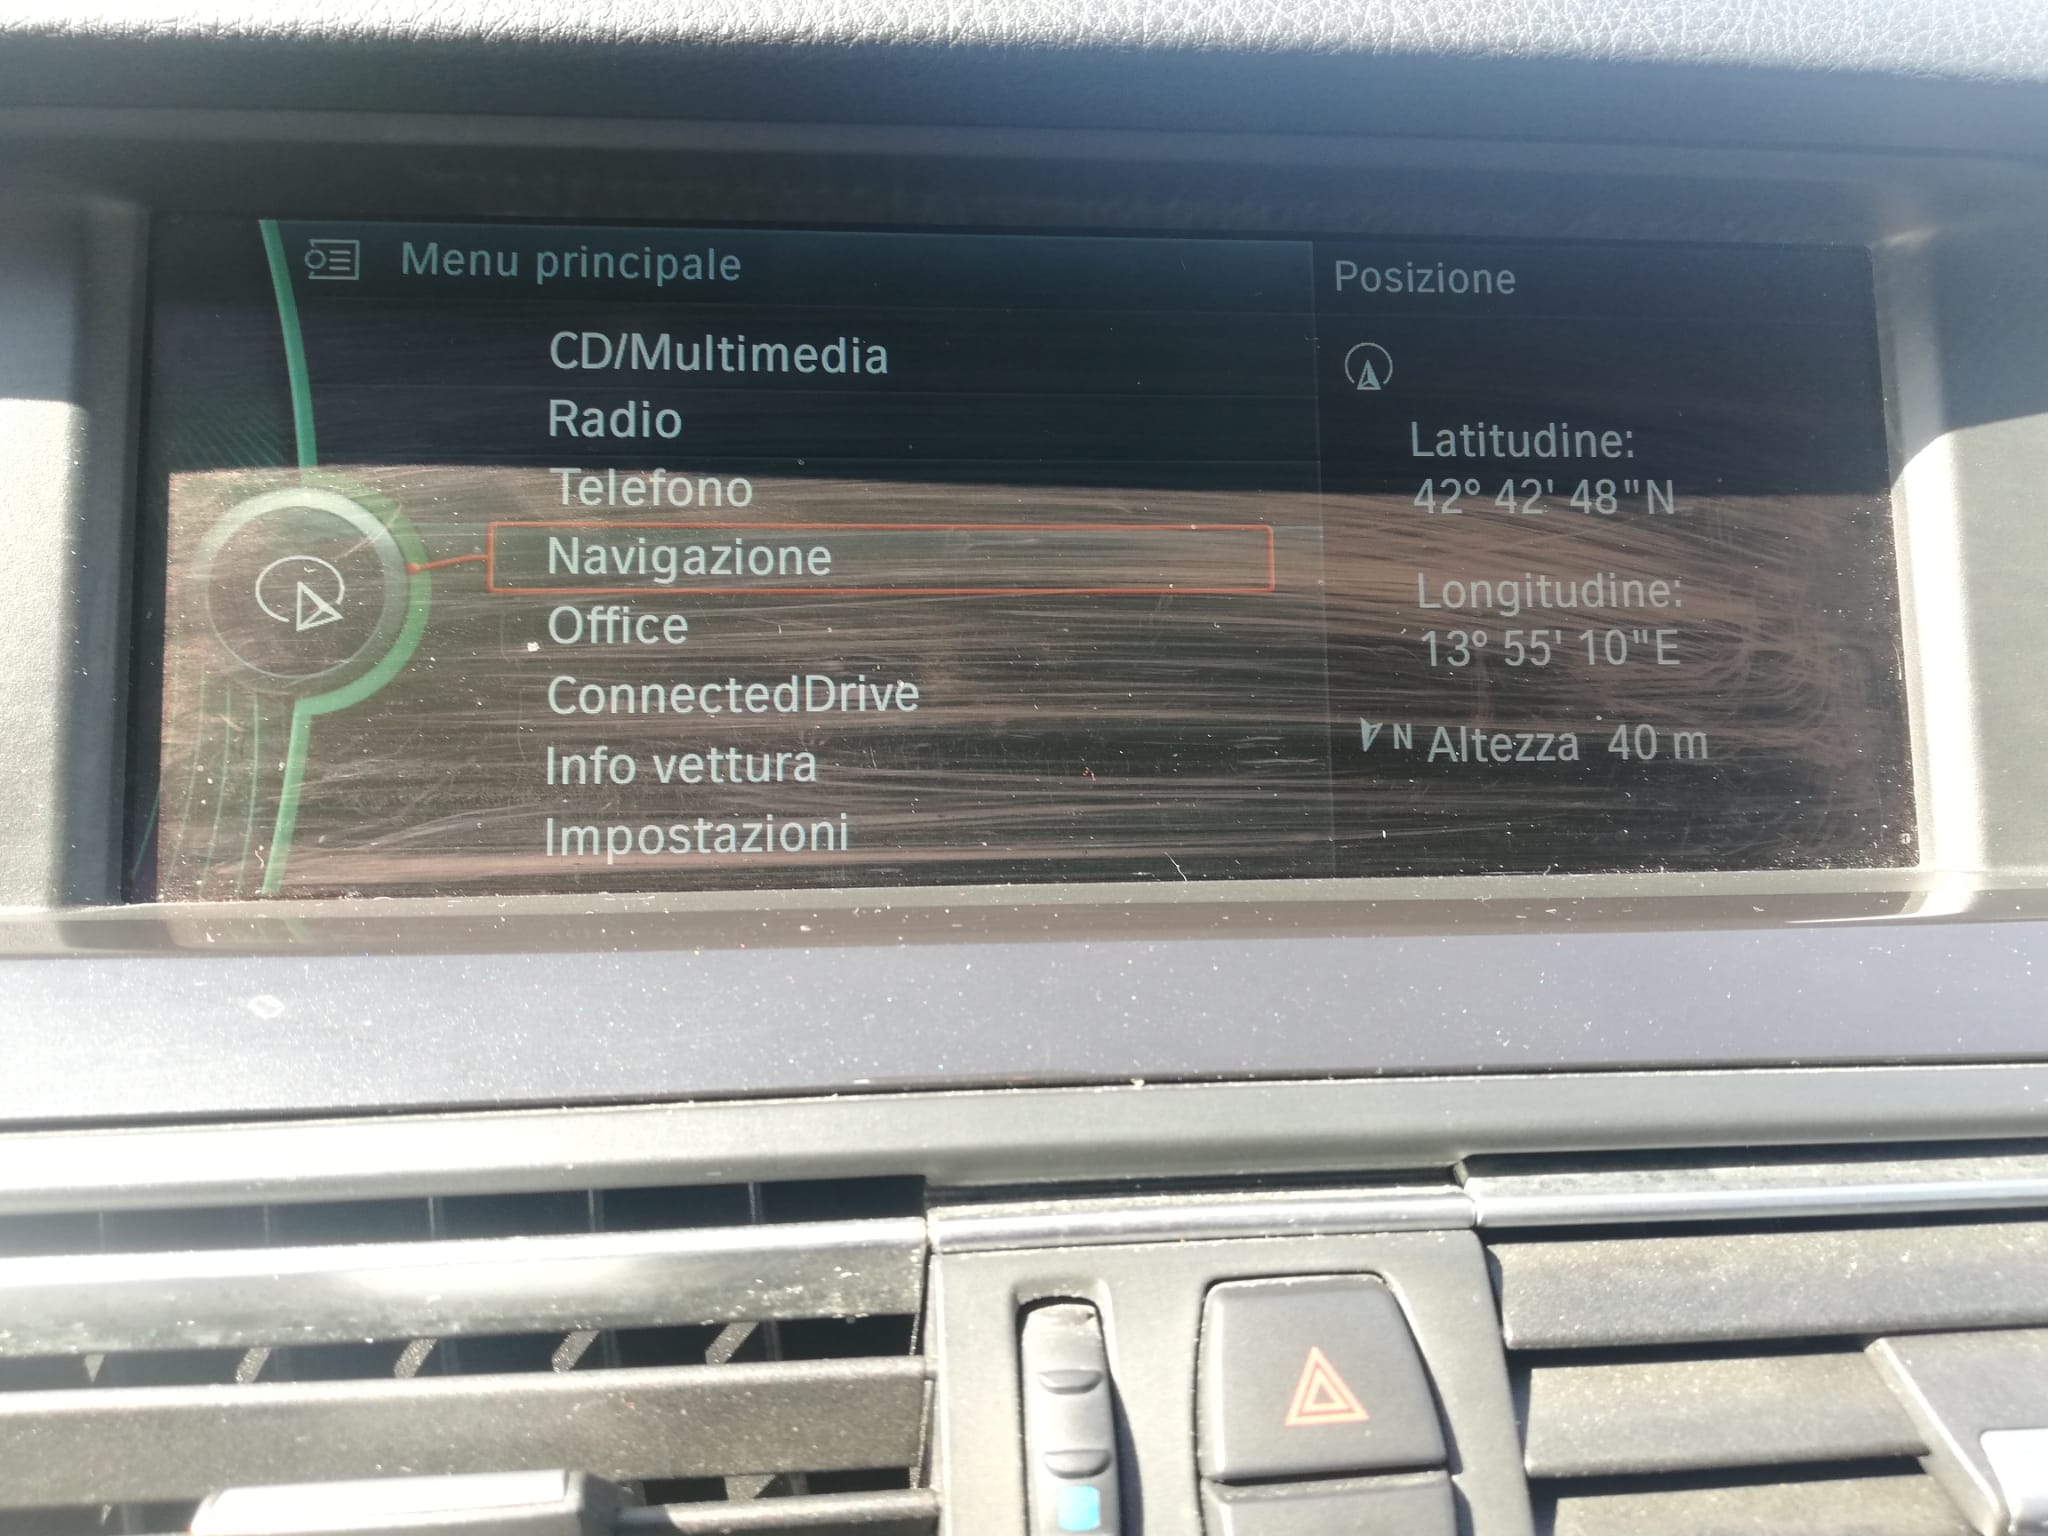 Menu principale
CD/Multimedia
Radio
Telefono
Navigazione
Office
ConnectedDrive
Info vettura
Impostazioni
Posizione
Latitudine:
42° 42' 48"N
Longitudine:
13° 55' 10"E
N Altezza 40 m